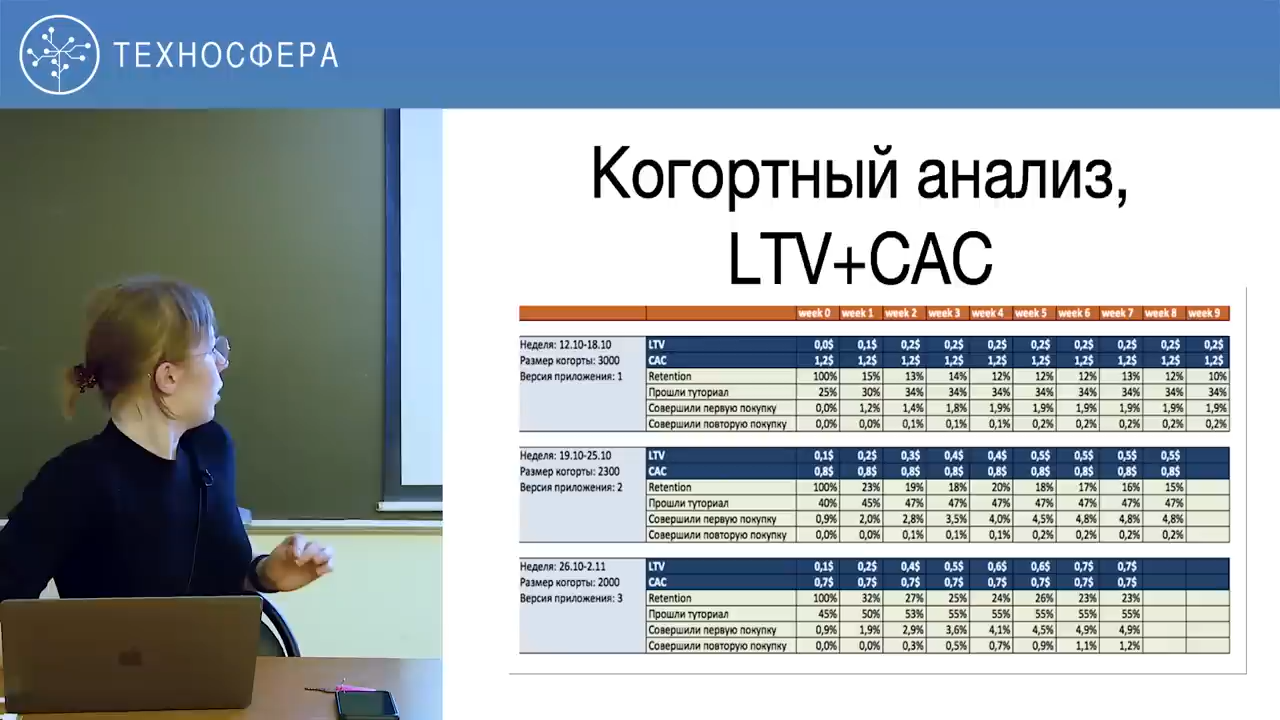 ТЕХНОСФЕРА
Когортный анализ,
LTV+CAC
week 0 week 1 week 2 week 3 week 4 week 5 week 6 week 7 week 8 week 9
Неделя: 12.10-18.10 LTV 0,0$ 0,1$ 0,2$ 0,2$ 0,2$ 0,2$ 0,2$ 0,2$ 0,2$ 0,2$
Размер когорты: 3000 CAC 1,2$ 1,2$ 1,2$ 1,2$ 1,2$ 1,2$ 1,2$ 1,2$ 1,2$ 1,2$
Версия приложения: 1 Retention 100% 15% 13% 14% 12% 12% 12% 13% 12% 10%
Прошли туториал 25% 30% 34% 34% 34% 34% 34% 34% 34% 34%
Совершили первую покупку 0,0% 1,2% 1,4% 1,8% 1,9% 1,9% 1,9% 1,9% 1,9% 1,9%
Совершили повторую покупку 0,0% 0,0% 0,1% 0,1% 0,1% 0,2% 0,2% 0,2% 0,2% 0,2%
Неделя: 19.10-25.10 LTV 0,1$ 0,2$ 0,3$ 0,4$ 0,4$ 0,5$ 0,5$ 0,5$ 0,5$
Размер когорты: 2300 CAC 0,8$ 0,8$ 0,8$ 0,8$ 0,8$ 0,8$ 0,8$ 0,8$ 0,8$
Версия приложения: 2 Retention 100% 23% 19% 18% 20% 18% 17% 16% 15%
Прошли туториал 40% 45% 47% 47% 47% 47% 47% 47% 47%
Совершили первую покупку 0,9% 2,0% 2,8% 3,5% 4,0% 4,5% 4,8% 4,8% 4,8%
Совершили повторую покупку 0,0% 0,0% 0,1% 0,1% 0,1% 0,2% 0,2% 0,2% 0,2%
Неделя: 26.10-2.11 LTV 0,1$ 0,2$ 0,4$ 0,5$ 0,6$ 0,6$ 0,7$ 0,7$
Размер когорты: 2000 CAC 0,7$ 0,7$ 0,7$ 0,7$ 0,7$ 0,7$ 0,7$ 0,7$
Версия приложения: 3 Retention 100% 32% 27% 25% 24% 26% 23% 23%
Прошли туториал 45% 50% 53% 55% 55% 55% 55% 55%
Совершили первую покупку 0,9% 1,9% 2,9% 3,6% 4,1% 4,5% 4,9% 4,9%
Совершили повторую покупку 0,0% 0,0% 0,3% 0,5% 0,7% 0,9% 1,1% 1,2%